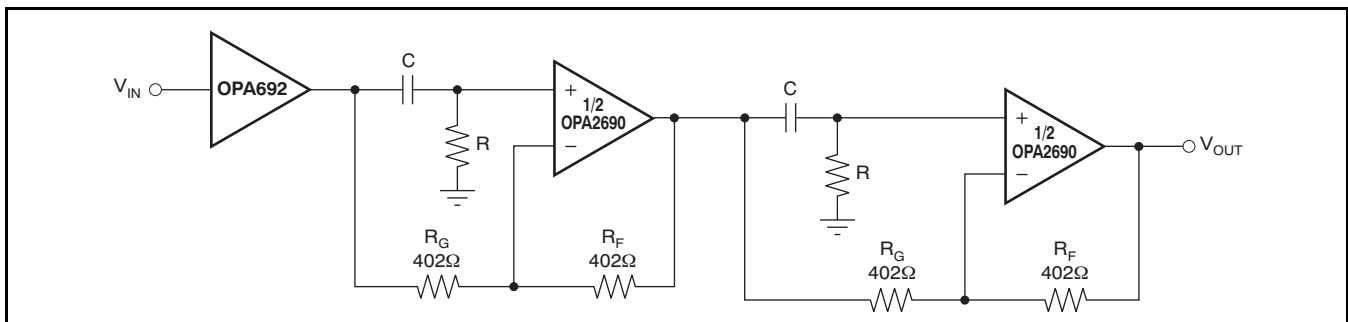 V_IN
OPA692
C
R
+
1/2
OPA2690
−
R_G
402Ω
R_F
402Ω
C
R
+
1/2
OPA2690
−
R_G
402Ω
R_F
402Ω
V_OUT